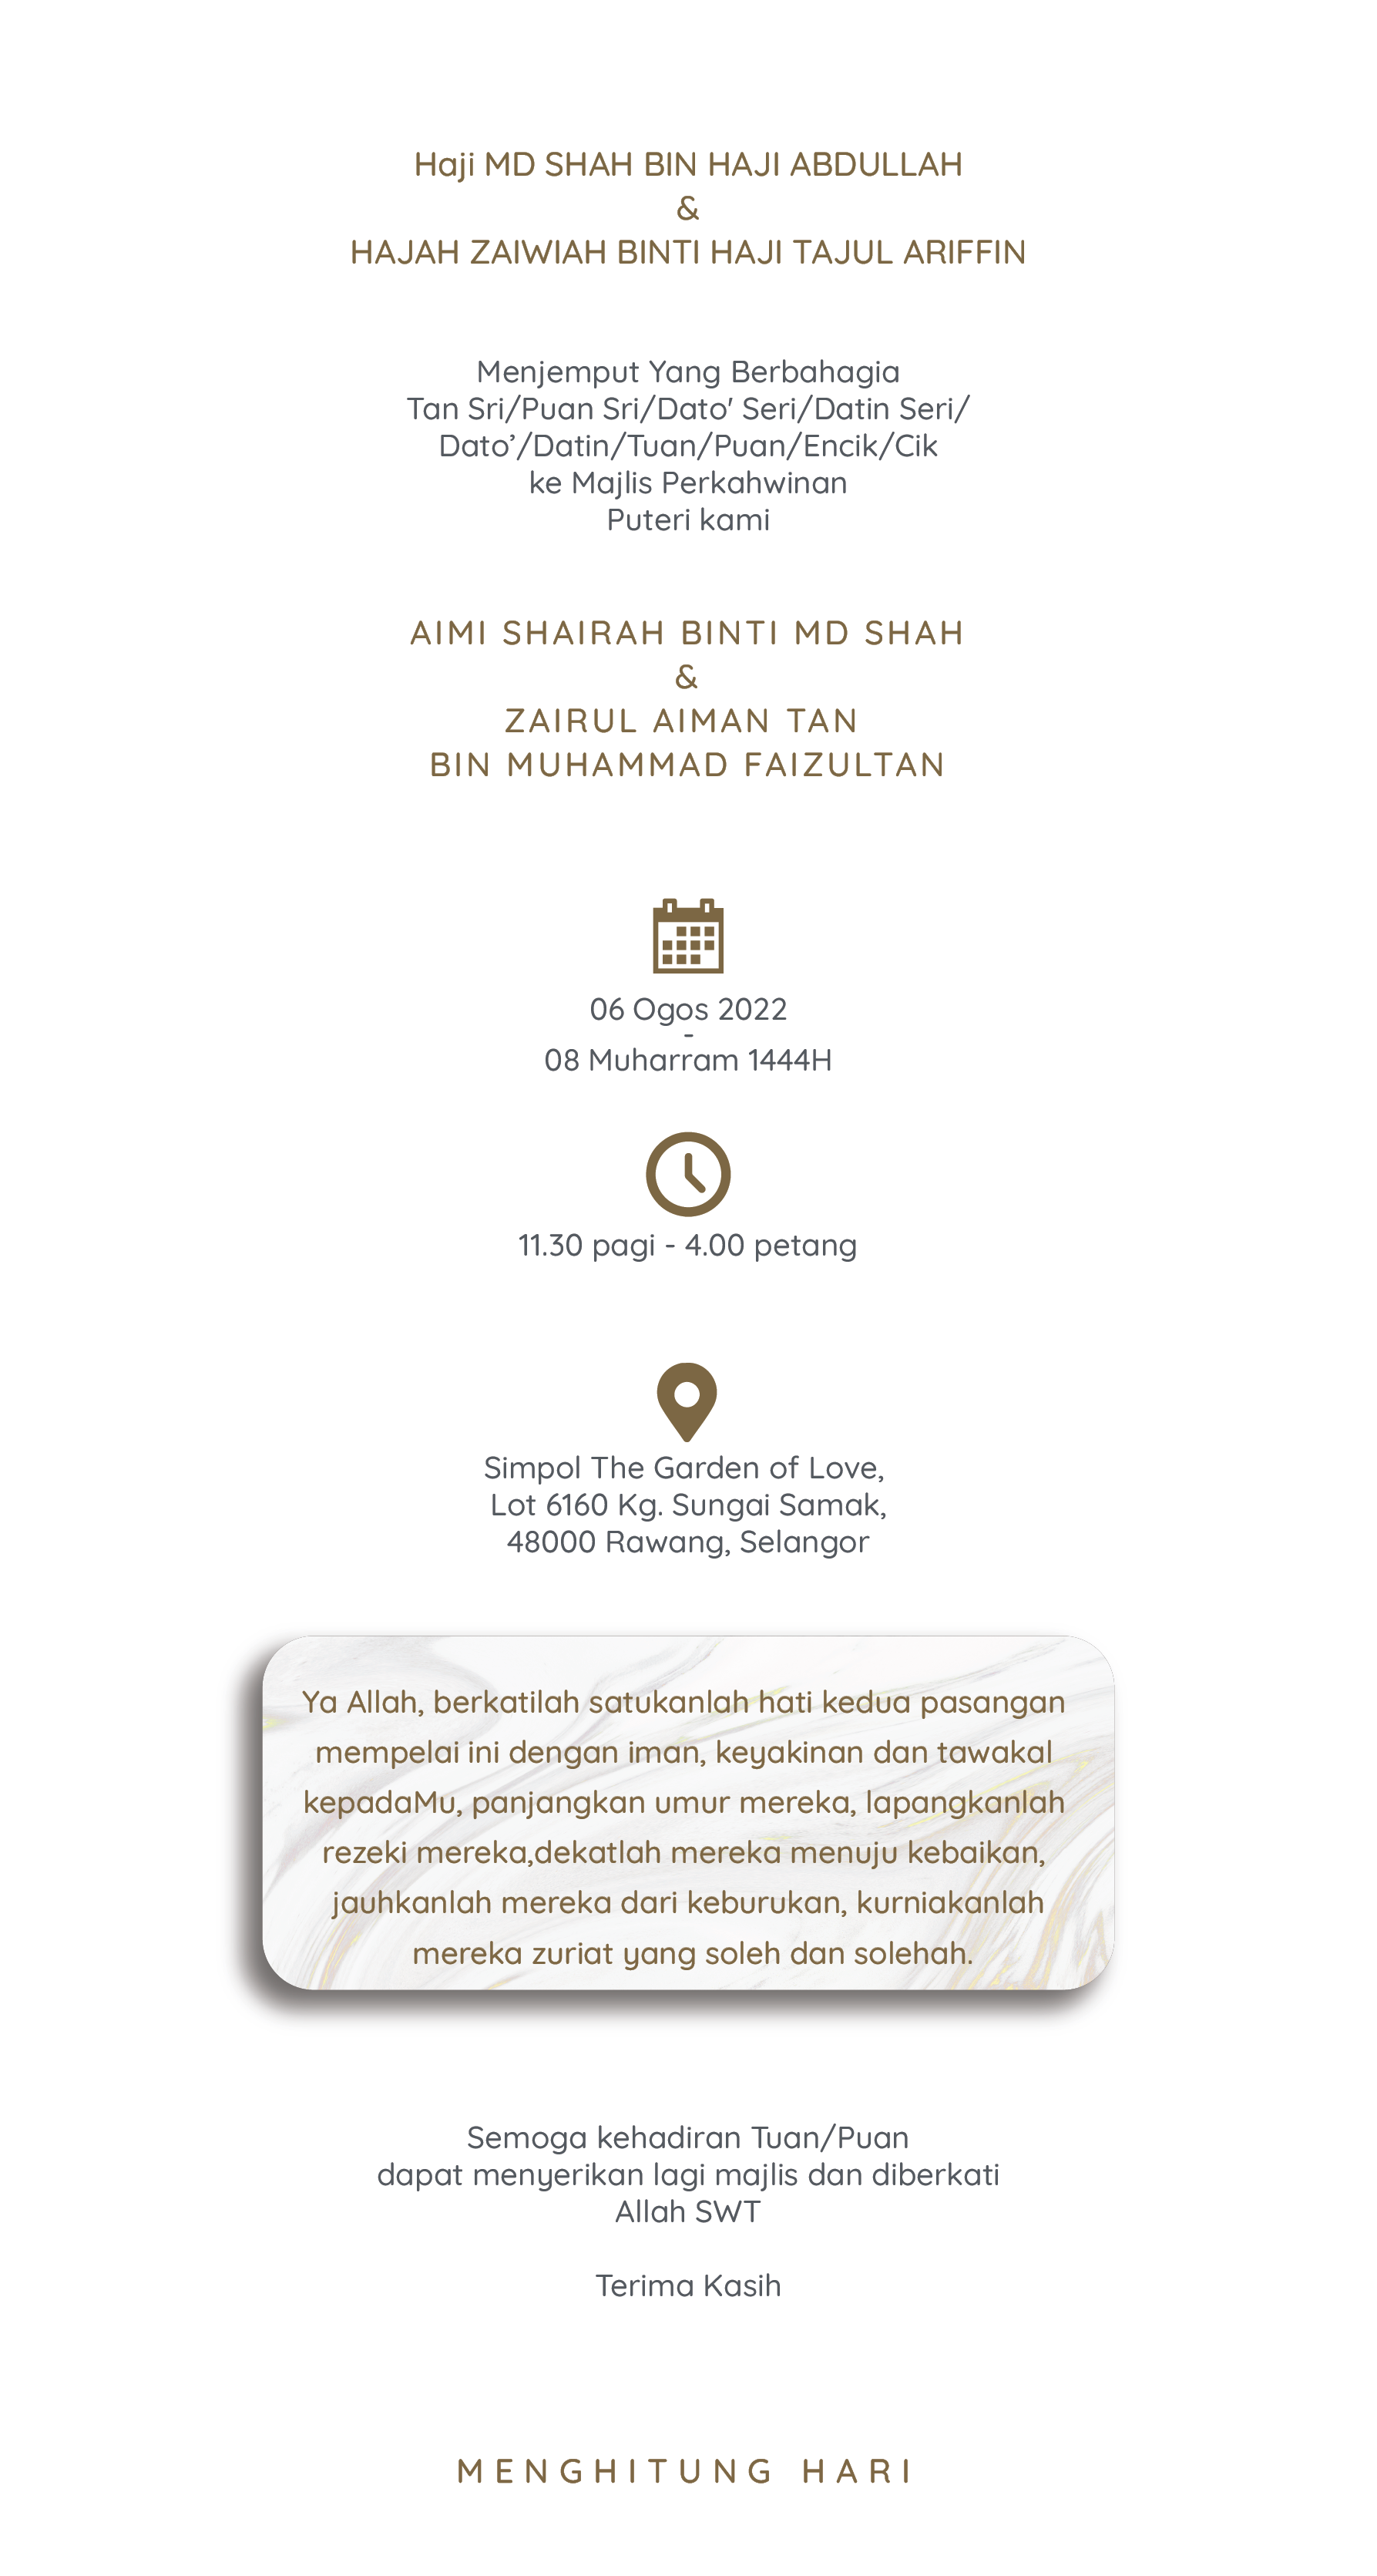 Haji MD SHAH BIN HAJI ABDULLAH
&
HAJAH ZAIWIAH BINTI HAJI TAJUL ARIFFIN
Menjemput Yang Berbahagia
Tan Sri/Puan Sri/Dato' Seri/Datin Seri/
Dato’/Datin/Tuan/Puan/Encik/Cik
ke Majlis Perkahwinan
Puteri kami
AIMI SHAIRAH BINTI MD SHAH
&
ZAIRUL AIMAN TAN
BIN MUHAMMAD FAIZULTAN
06 Ogos 2022
-
08 Muharram 1444H
11.30 pagi - 4.00 petang
Simpol The Garden of Love,
Lot 6160 Kg. Sungai Samak,
48000 Rawang, Selangor
Ya Allah, berkatilah satukanlah hati kedua pasangan
mempelai ini dengan iman, keyakinan dan tawakal
kepadaMu, panjangkan umur mereka, lapangkanlah
rezeki mereka,dekatlah mereka menuju kebaikan,
jauhkanlah mereka dari keburukan, kurniakanlah
mereka zuriat yang soleh dan solehah.
Semoga kehadiran Tuan/Puan
dapat menyerikan lagi majlis dan diberkati
Allah SWT
Terima Kasih
MENGHITUNG HARI